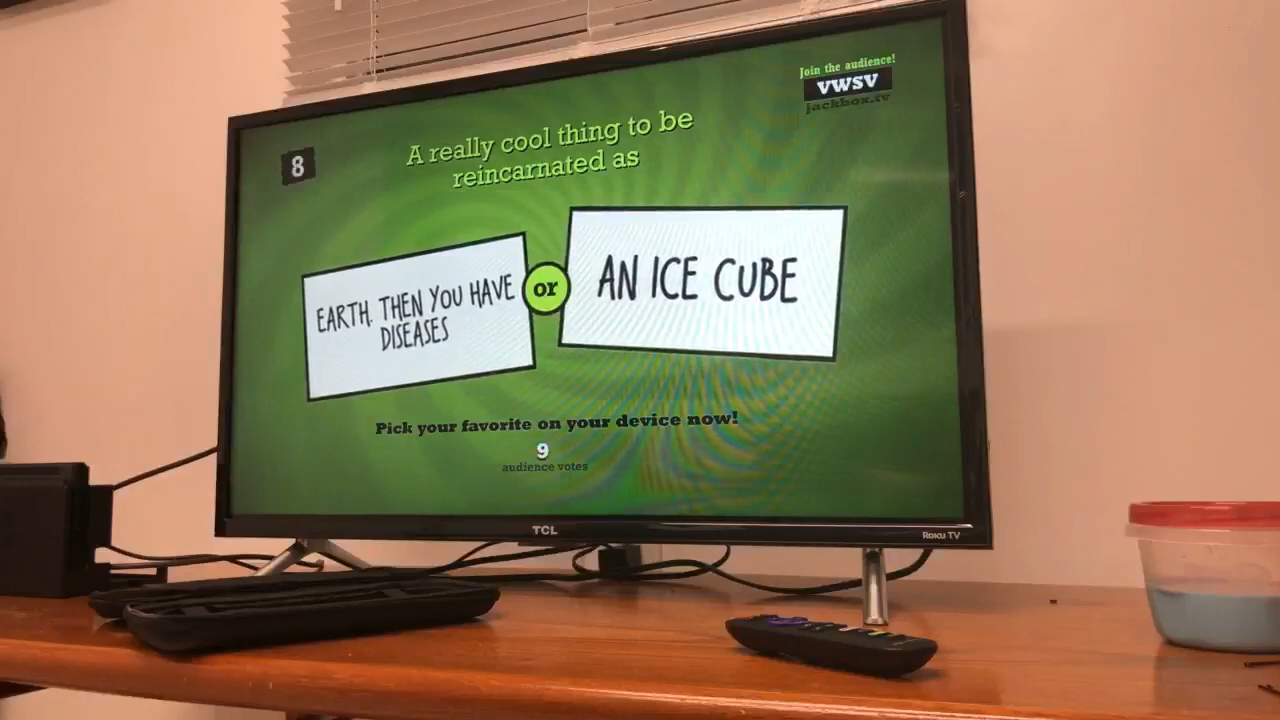 Join the audience!
VWSV
jackbox.tv
8
A really cool thing to be
reincarnated as
EARTH. THEN YOU HAVE
DISEASES
or
AN ICE CUBE
Pick your favorite on your device now!
9
audience votes
TCL
Roku TV